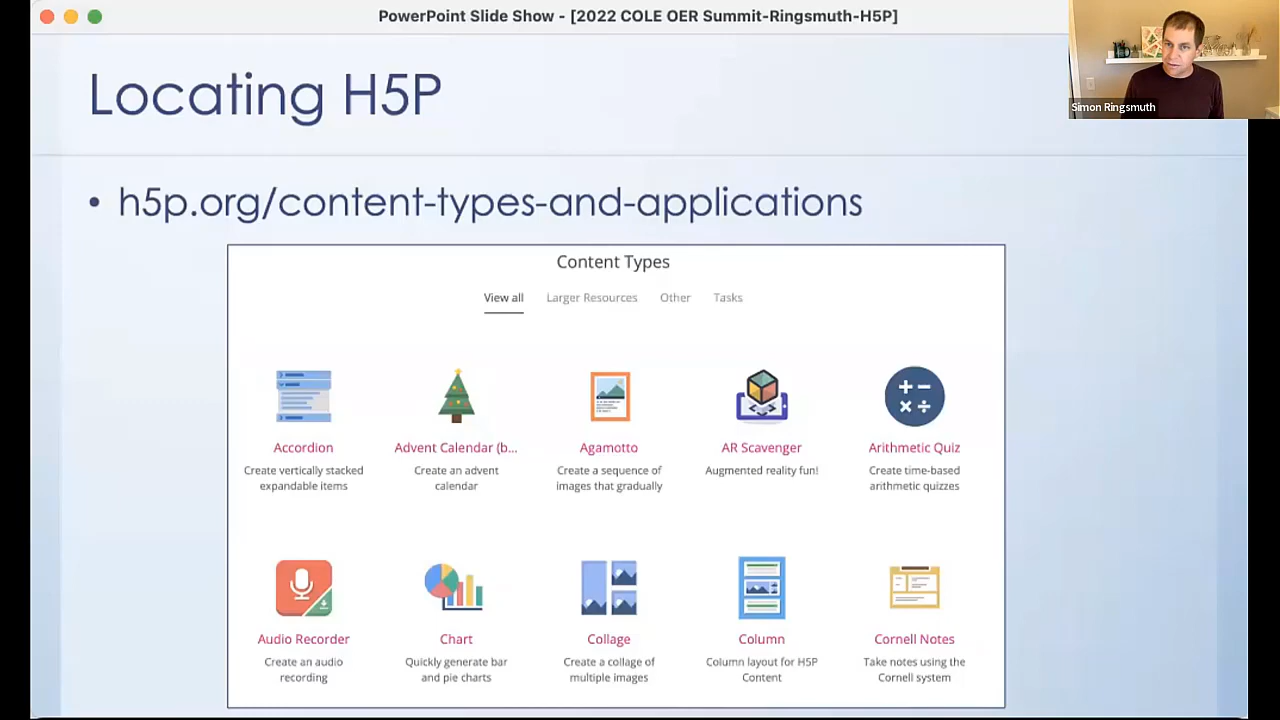 PowerPoint Slide Show - [2022 COLE OER Summit-Ringsmuth-H5P]
Simon Ringsmuth
Locating H5P
• h5p.org/content-types-and-applications
Content Types
View all Larger Resources Other Tasks
Accordion
Create vertically stacked
expandable items
Advent Calendar (b...
Create an advent
calendar
Agamotto
Create a sequence of
images that gradually
AR Scavenger
Augmented reality fun!
Arithmetic Quiz
Create time-based
arithmetic quizzes
Audio Recorder
Create an audio
recording
Chart
Quickly generate bar
and pie charts
Collage
Create a collage of
multiple images
Column
Column layout for H5P
Content
Cornell Notes
Take notes using the
Cornell system